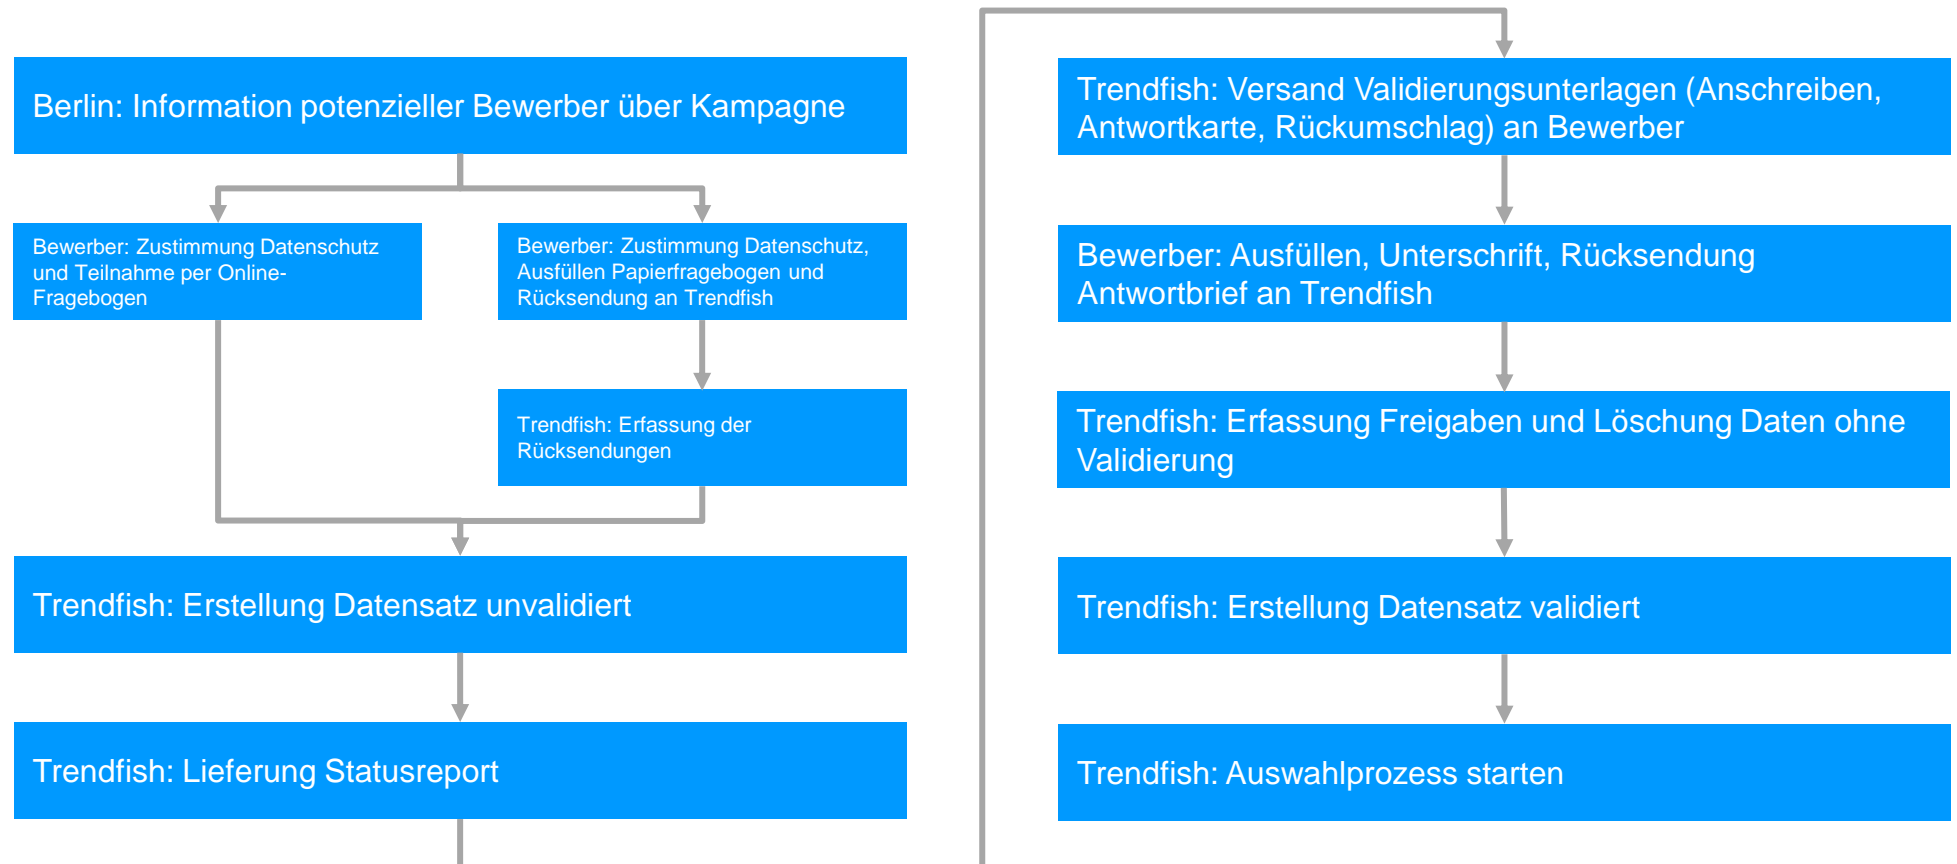 Berlin: Information potenzieller Bewerber über Kampagne
Bewerber: Zustimmung Datenschutz
und Teilnahme per Online-
Fragebogen
Bewerber: Zustimmung Datenschutz,
Ausfüllen Papierfragebogen und
Rücksendung an Trendfish
Trendfish: Erfassung der
Rücksendungen
Trendfish: Erstellung Datensatz unvalidiert
Trendfish: Lieferung Statusreport
Trendfish: Versand Validierungsunterlagen (Anschreiben,
Antwortkarte, Rückumschlag) an Bewerber
Bewerber: Ausfüllen, Unterschrift, Rücksendung
Antwortbrief an Trendfish
Trendfish: Erfassung Freigaben und Löschung Daten ohne
Validierung
Trendfish: Erstellung Datensatz validiert
Trendfish: Auswahlprozess starten